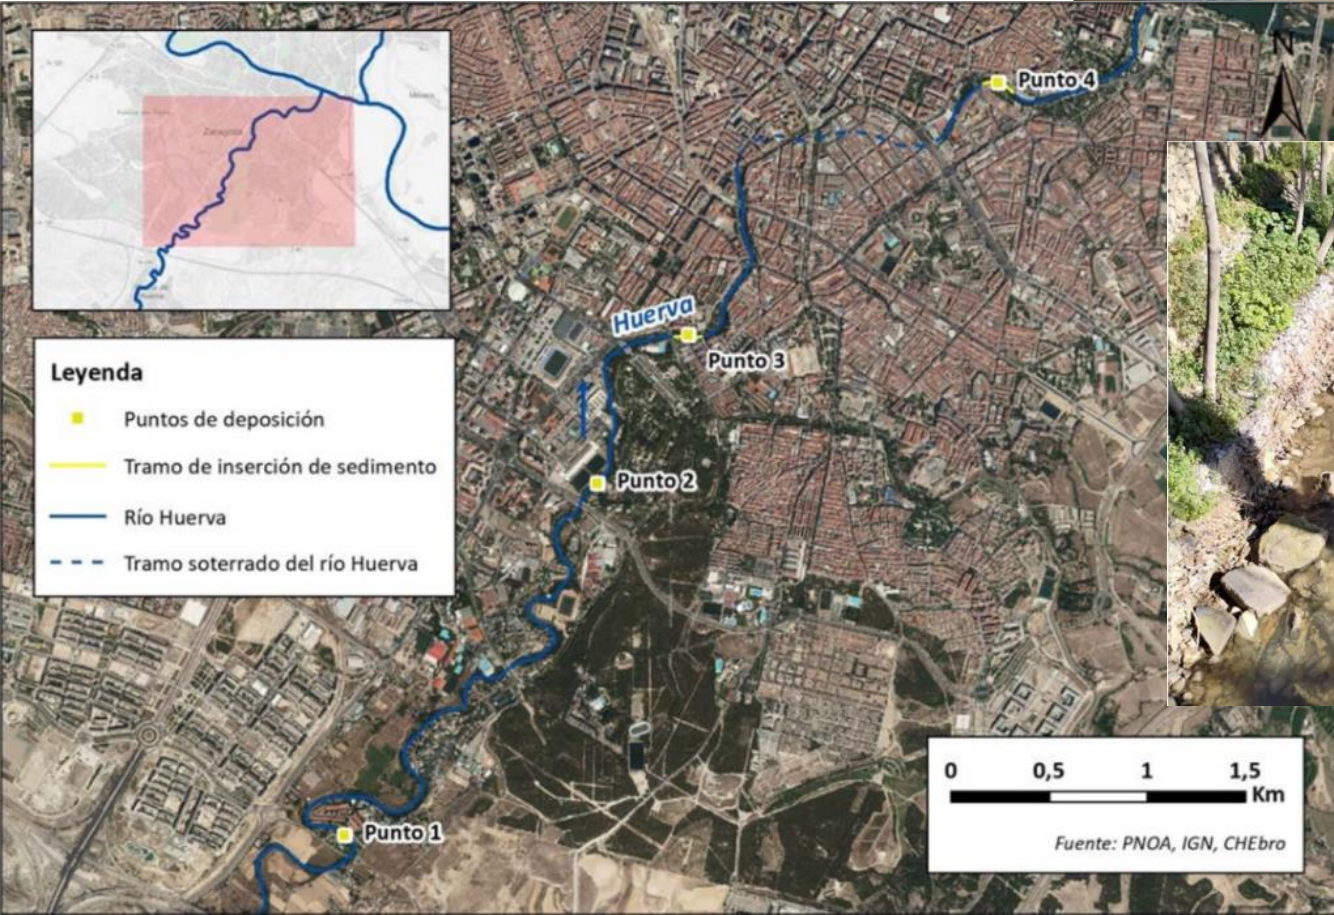 N
Punto 4
Zaragoza
Huerva
Punto 3
Leyenda
Puntos de deposición
Tramo de inserción de sedimento
Punto 2
Río Huerva
Tramo soterrado del río Huerva
0 0,5 1 1,5
Km
Punto 1
Fuente: PNOA, IGN, CHEbro